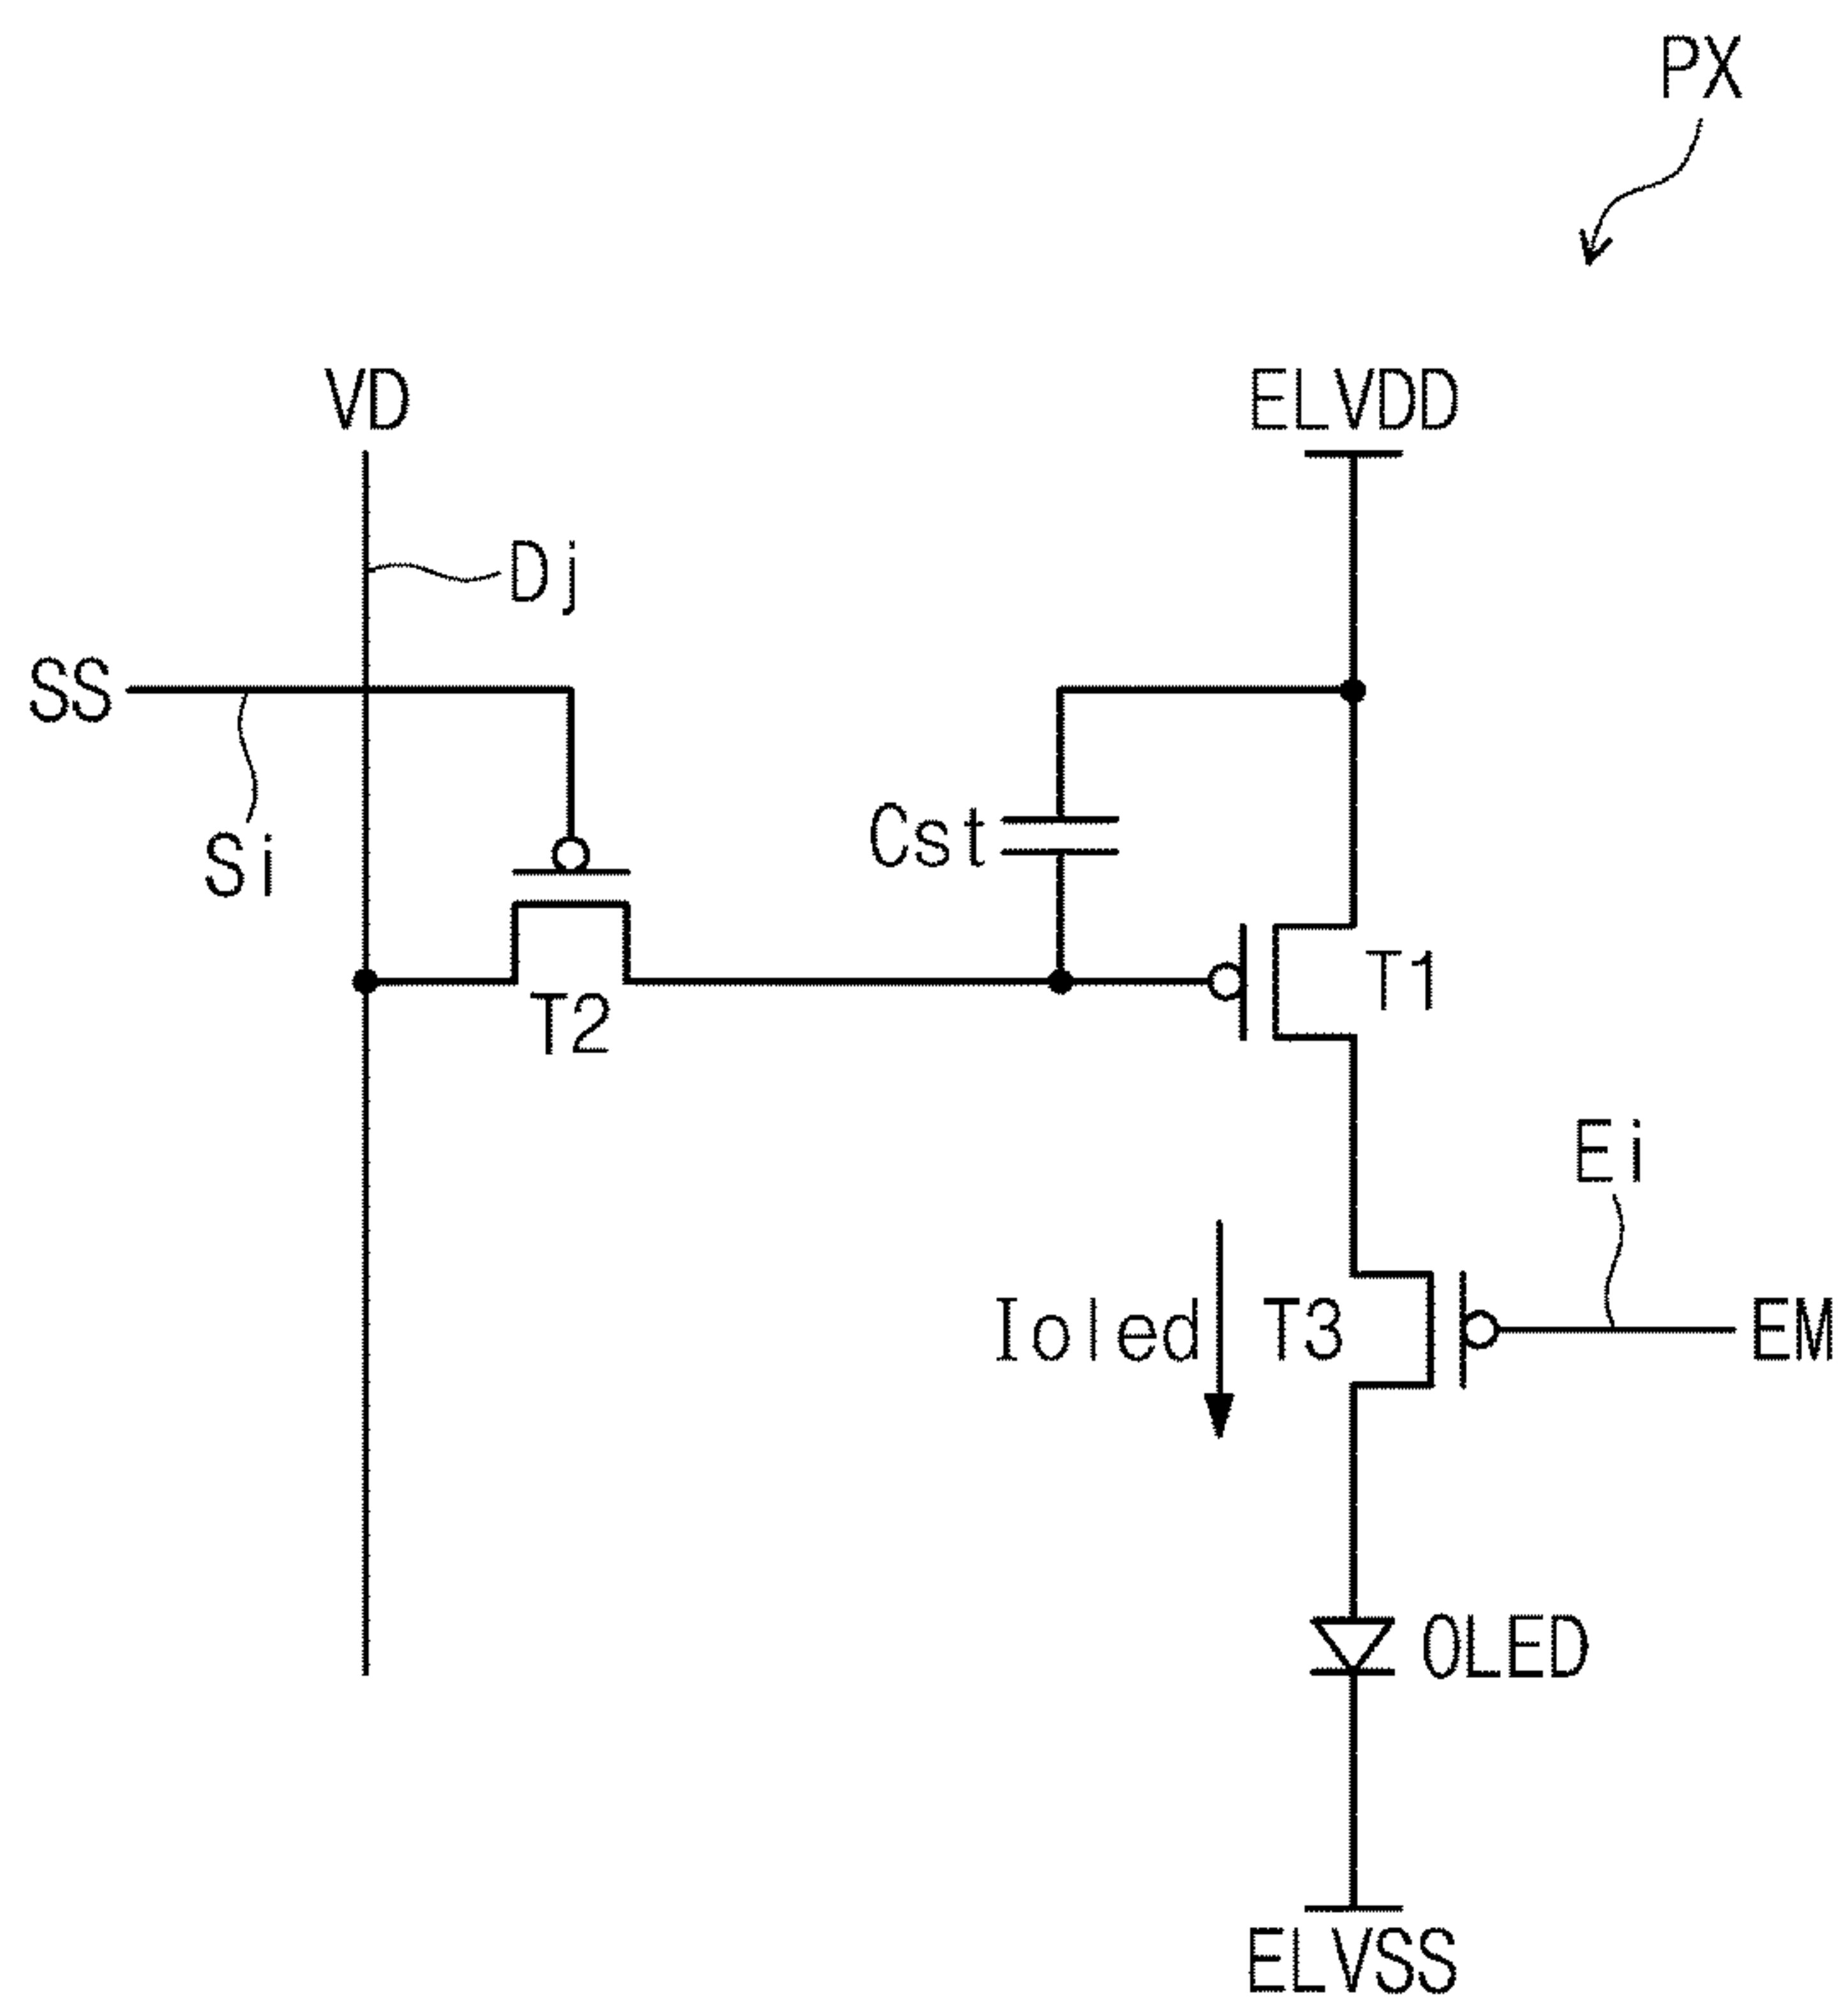 PX
VD
ELVDD
Dj
SS
Si
Cst
T1
T2
Ei
Ioled
T3
EM
OLED
ELVSS